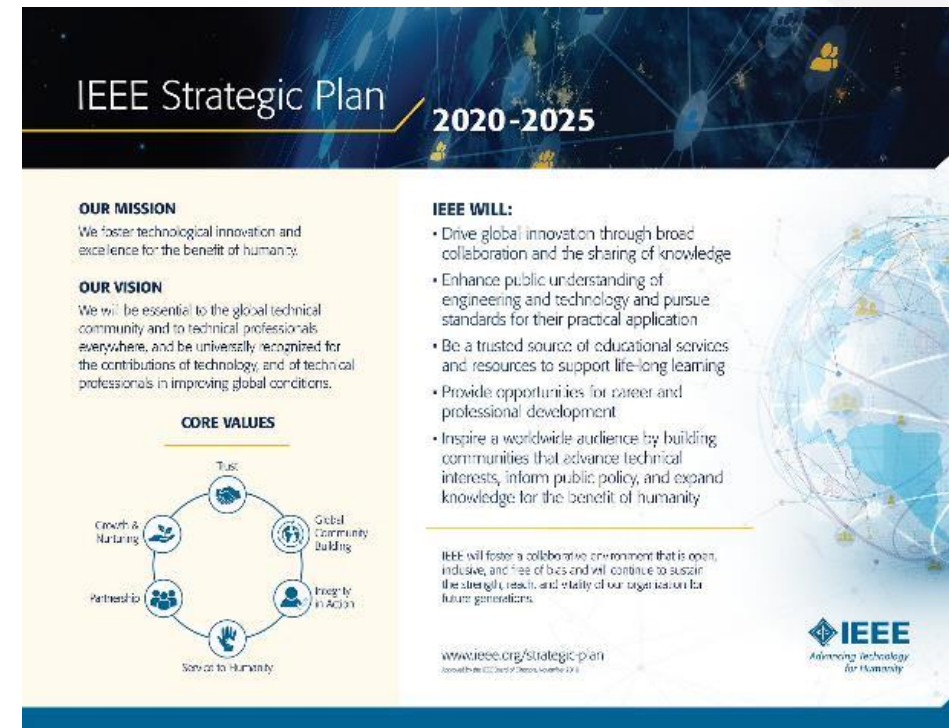 IEEE Strategic Plan
2020-2025
OUR MISSION
We foster technological innovation and
excellence for the benefit of humanity.
OUR VISION
We will be essential to the global technical
community and to technical professionals
everywhere, and be universally recognized for
the contributions of technology, and of technical
professionals in improving global conditions.
CORE VALUES
Trust
Global
Community
Building
Integrity
in Action
Service to Humanity
Partnership
Growth &
Nurturing
IEEE WILL:
• Drive global innovation through broad
collaboration and the sharing of knowledge
• Enhance public understanding of
engineering and technology and pursue
standards for their practical application
• Be a trusted source of educational services
and resources to support life-long learning
• Provide opportunities for career and
professional development
• Inspire a worldwide audience by building
communities that advance technical
interests, inform public policy, and expand
knowledge for the benefit of humanity
IEEE will foster a collaborative environment that is open,
inclusive, and free of bias and will continue to sustain
the strength, reach, and vitality of our organization for
future generations.
www.ieee.org/strategic-plan
Approved by the IEEE Board of Directors, November
IEEE
Advancing Technology
for Humanity